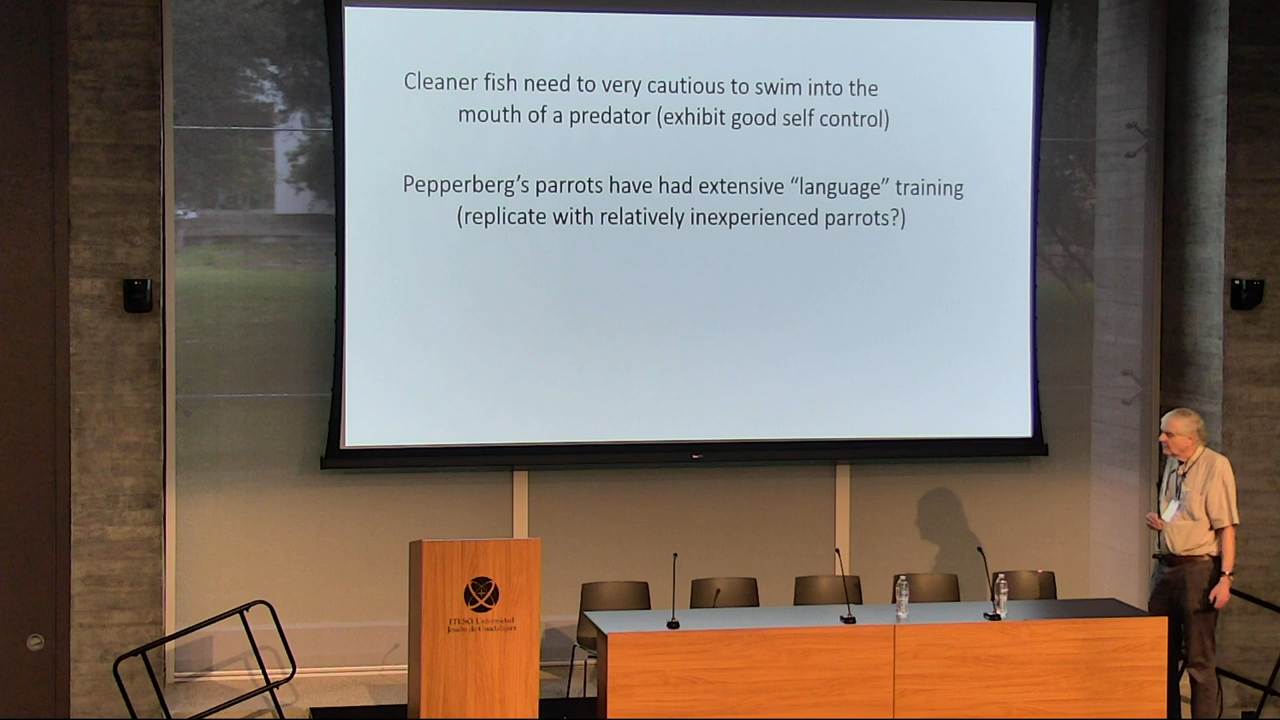 Cleaner fish need to very cautious to swim into the
mouth of a predator (exhibit good self control)
Pepperberg's parrots have had extensive “language” training
(replicate with relatively inexperienced parrots?)
ITESO, Universidad
Jesuita de Guadalajara